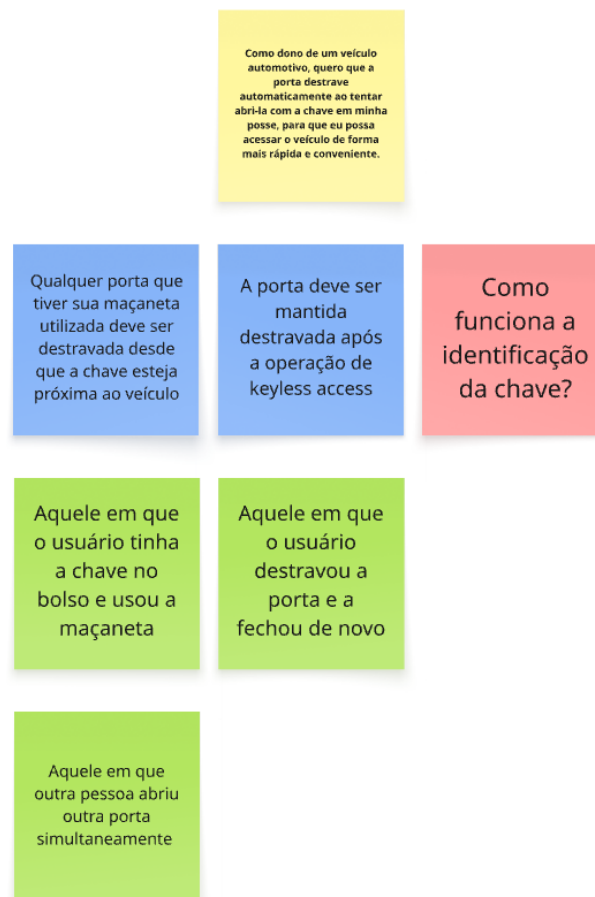 Como dono de um veículo
automotivo, quero que a
porta destrave
automaticamente ao tentar
abri-la com a chave em minha
posse, para que eu possa
acessar o veículo de forma
mais rápida e conveniente.
Qualquer porta que
tiver sua maçaneta
utilizada deve ser
destravada desde
que a chave esteja
próxima ao veículo
A porta deve ser
mantida
destravada após
a operação de
keyless access
Como
funciona a
identificação
da chave?
Aquele em que
o usuário tinha
a chave no
bolso e usou a
maçaneta
Aquele em que
o usuário
destravou a
porta e a
fechou de novo
Aquele em que
outra pessoa abriu
outra porta
simultaneamente